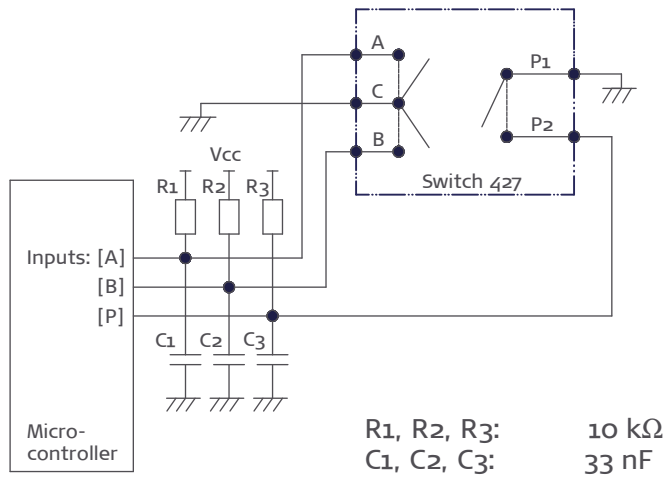 A
C
B
P1
P2
Switch 427
Vcc
R1 R2 R3
Inputs: [A]
[B]
[P]
C1 C2 C3
Micro-
controller
R1, R2, R3: 10 kΩ
C1, C2, C3: 33 nF